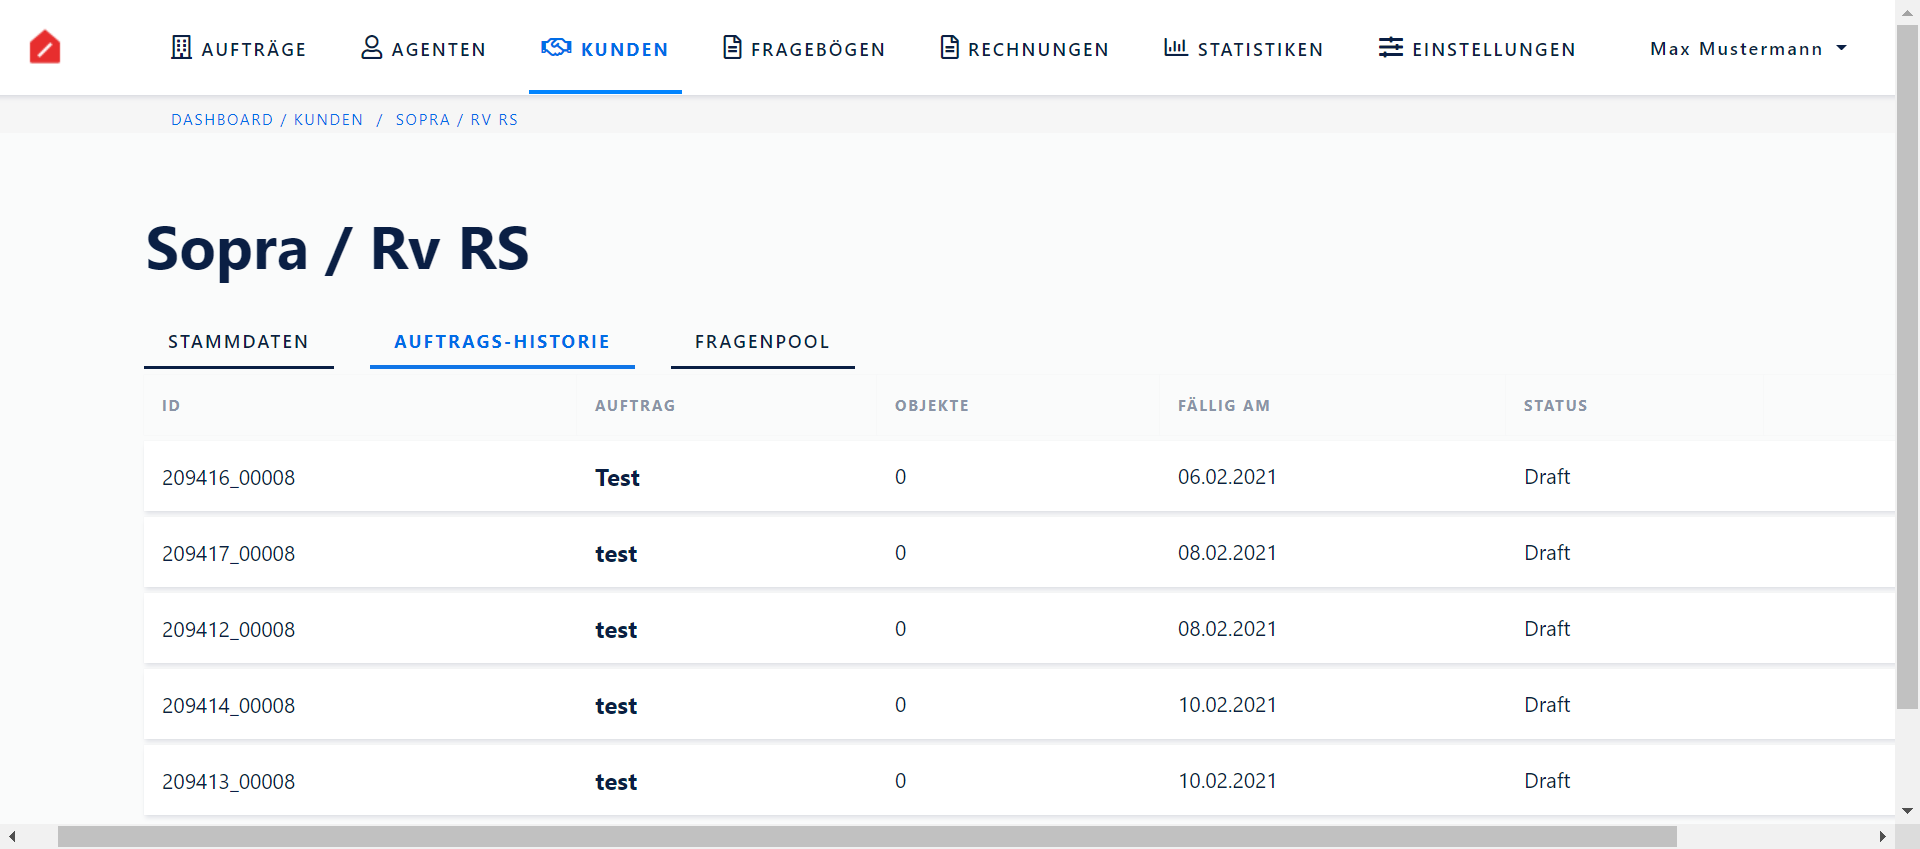 AUFTRÄGE AGENTEN KUNDEN FRAGEBÖGEN RECHNUNGEN STATISTIKEN EINSTELLUNGEN Max Mustermann
DASHBOARD / KUNDEN / SOPRA / RV RS
Sopra / Rv RS
STAMMDATEN AUFTRAGS-HISTORIE FRAGENPOOL
ID AUFTRAG OBJEKTE FÄLLIG AM STATUS
209416_00008 Test 0 06.02.2021 Draft
209417_00008 test 0 08.02.2021 Draft
209412_00008 test 0 08.02.2021 Draft
209414_00008 test 0 10.02.2021 Draft
209413_00008 test 0 10.02.2021 Draft